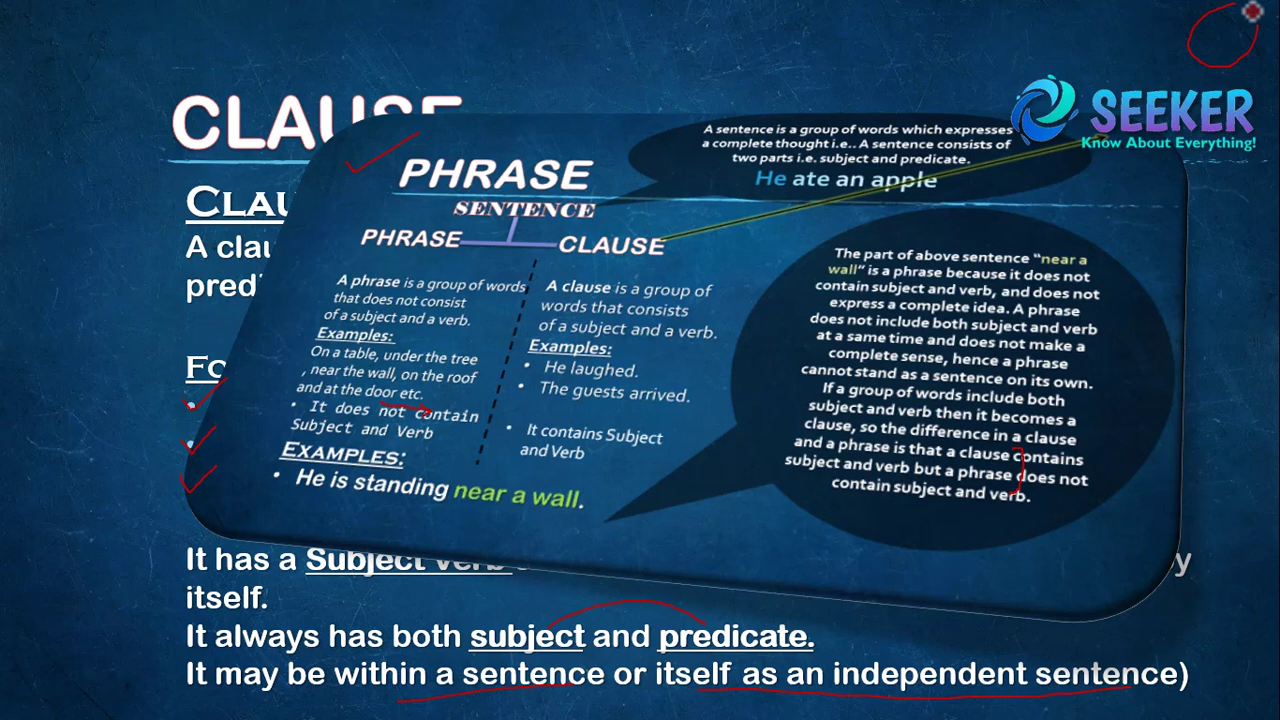 SEEKER
Know About Everything!
CLAUSE
A sentence is a group of words which expresses
a complete thought i.e.. A sentence consists of
two parts i.e. subject and predicate.
He ate an apple
PHRASE
SENTENCE
PHRASE
CLAUSE
A phrase is a group of words
that does not consist
of a subject and a verb.
Examples:
On a table, under the tree
, near the wall, on the roof
and at the door etc.
• It does not contain
Subject and Verb
A clause is a group of
words that consists
of a subject and a verb.
Examples:
• He laughed.
• The guests arrived.
• It contains Subject
and Verb
EXAMPLES:
• He is standing near a wall.
The part of above sentence “near a
wall” is a phrase because it does not
contain subject and verb, and does not
express a complete idea. A phrase
does not include both subject and verb
at a same time and does not make a
complete sense, hence a phrase
cannot stand as a sentence on its own.
If a group of words include both
subject and verb then it becomes a
clause, so the difference in a clause
and a phrase is that a clause contains
subject and verb but a phrase does not
contain subject and verb.
A
It has a Subject Verb
itself.
It always has both subject and predicate.
It may be within a sentence or itself as an independent sentence)